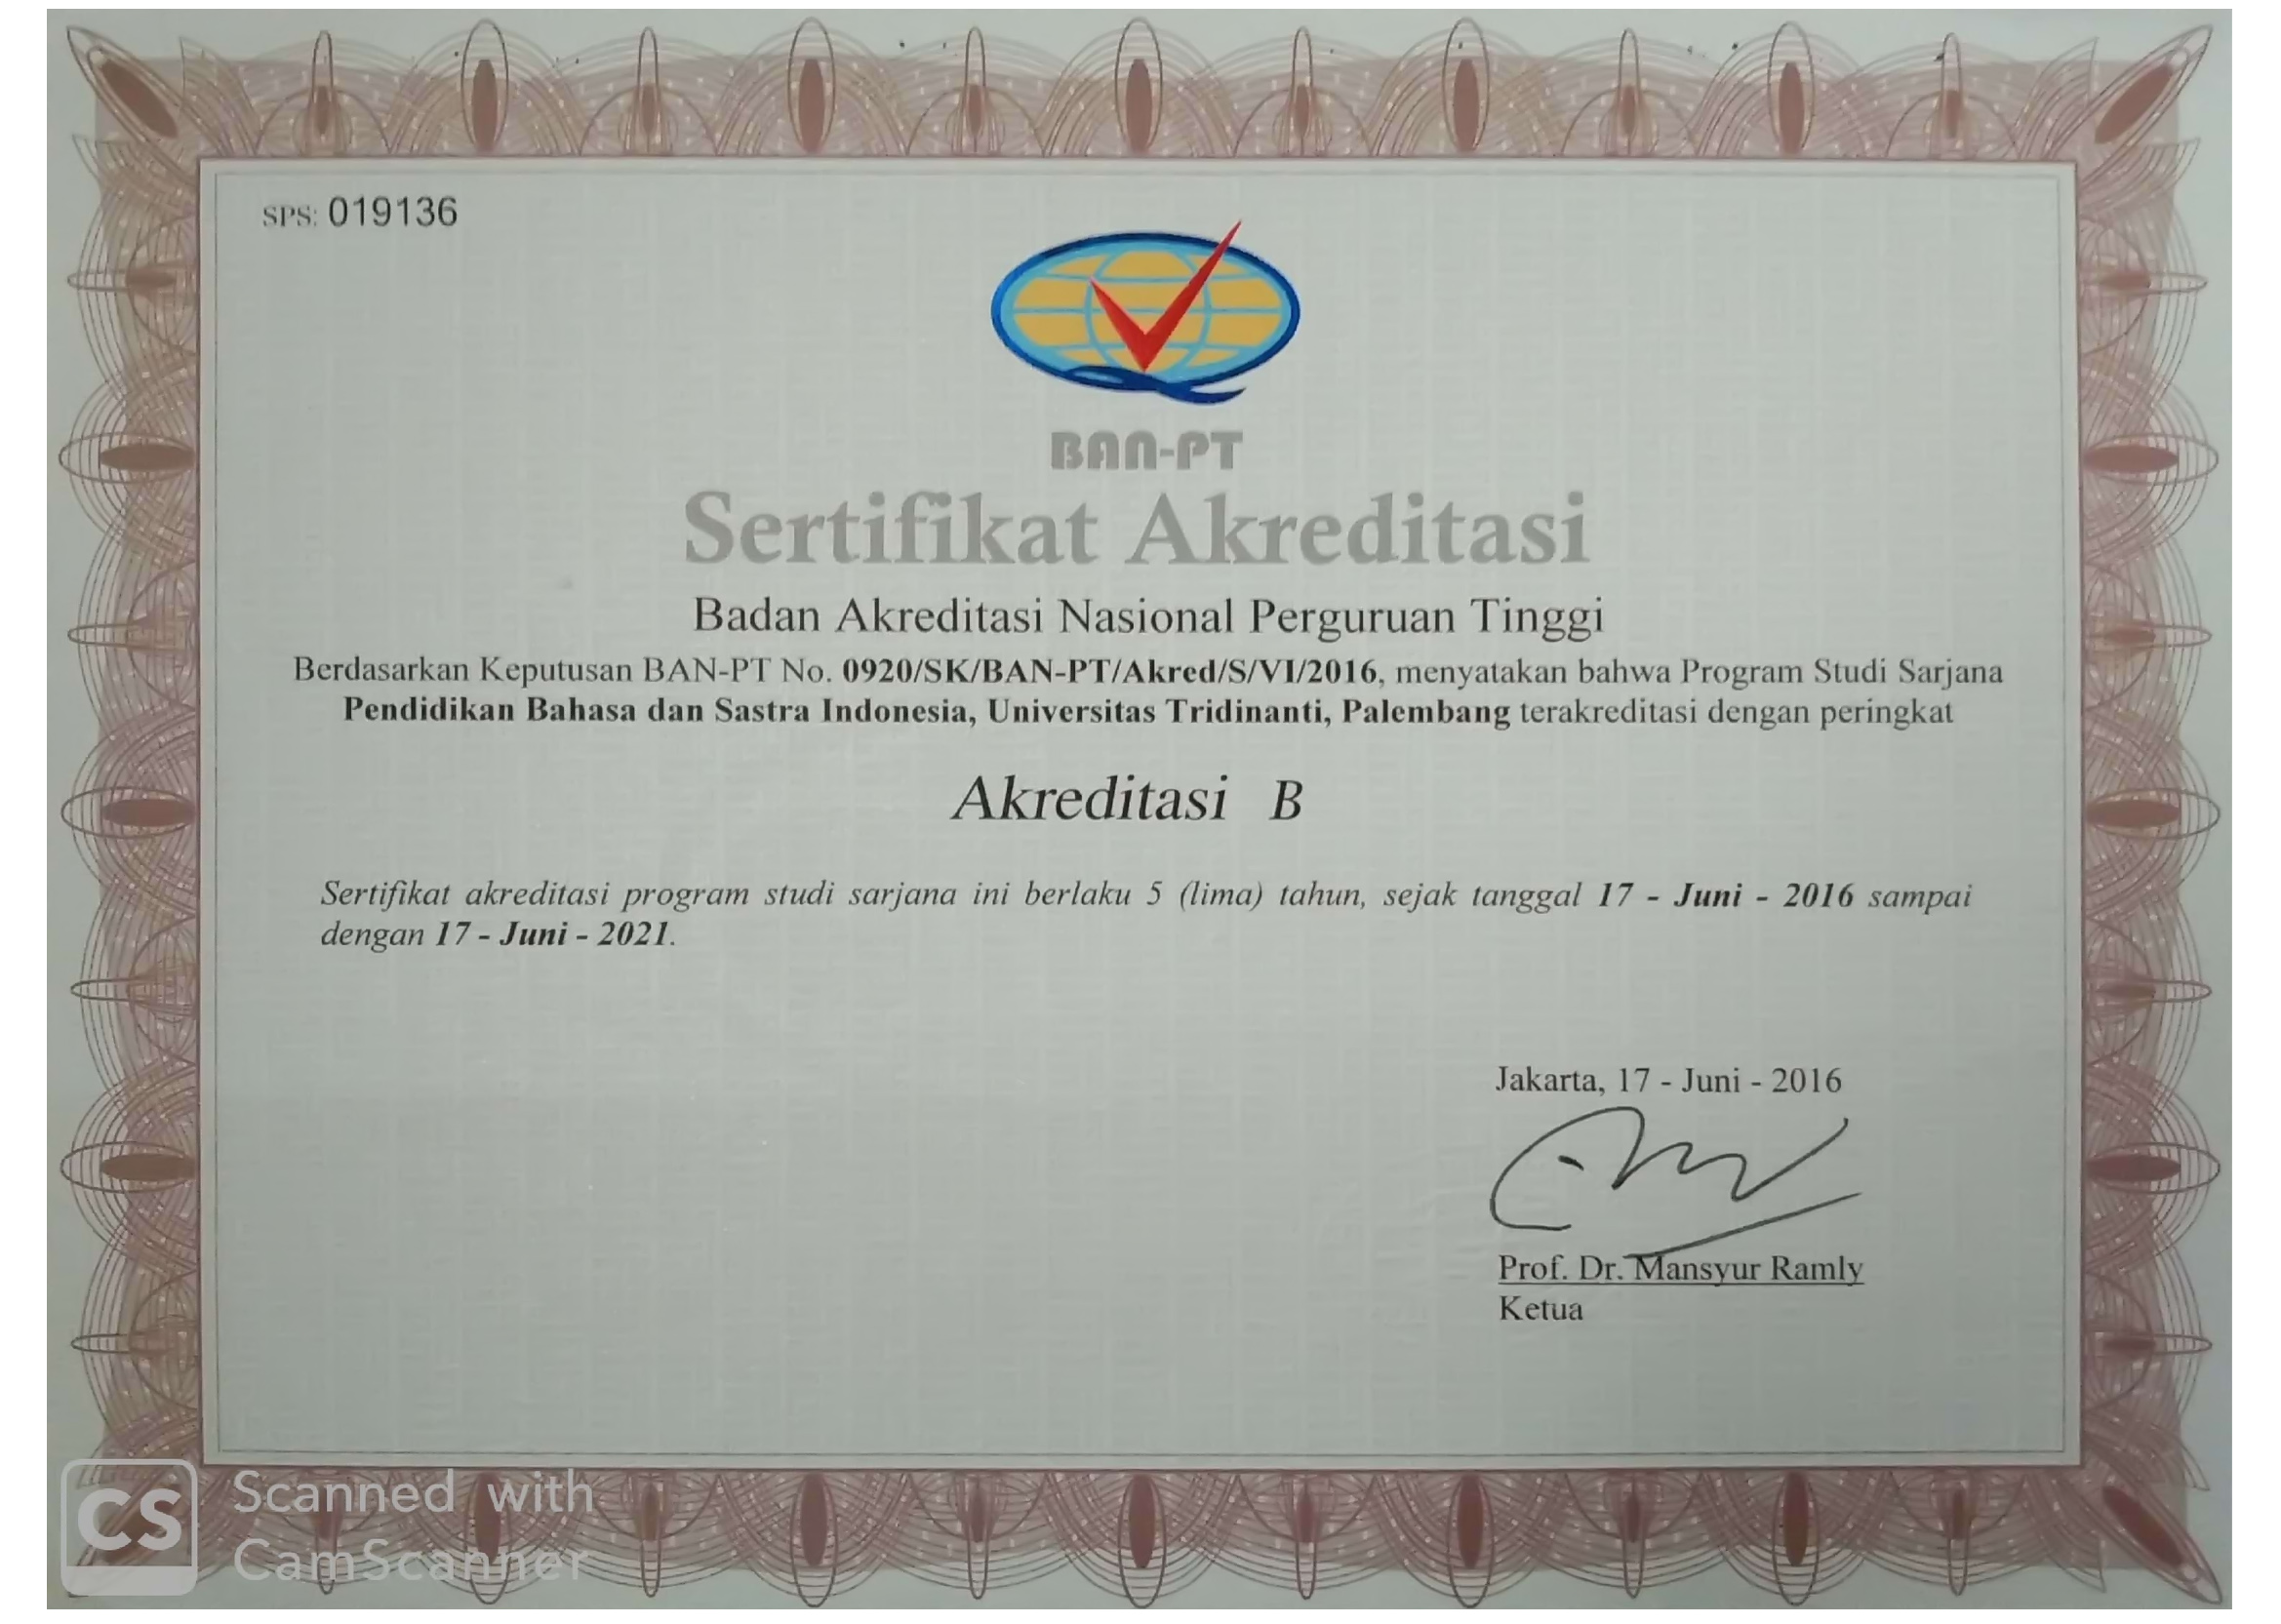 SPS: 019136
BAN-PT
Sertifikat Akreditasi
Badan Akreditasi Nasional Perguruan Tinggi
Berdasarkan Keputusan BAN-PT No. 0920/SK/BAN-PT/Akred/S/VI/2016, menyatakan bahwa Program Studi Sarjana
Pendidikan Bahasa dan Sastra Indonesia, Universitas Tridinanti, Palembang terakreditasi dengan peringkat
Akreditasi B
Sertifikat akreditasi program studi sarjana ini berlaku 5 (lima) tahun, sejak tanggal 17 - Juni - 2016 sampai
dengan 17 - Juni - 2021.
Jakarta, 17 - Juni - 2016
Prof. Dr. Mansyur Ramly
Ketua
CS Scanned with
CamScanner